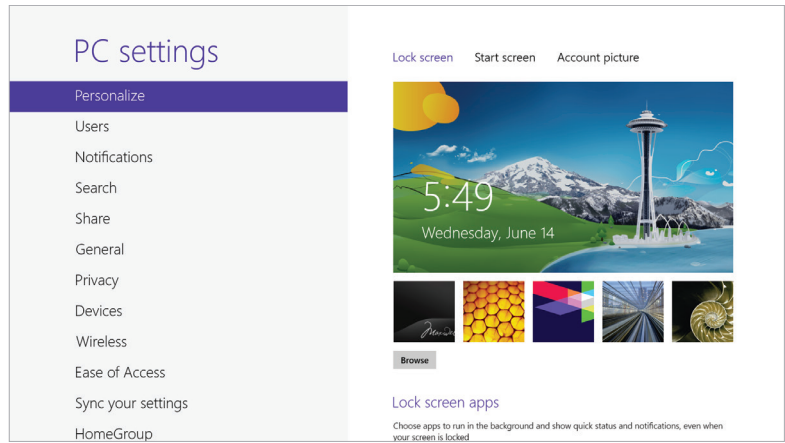 PC settings
Personalize
Users
Notifications
Search
Share
General
Privacy
Devices
Wireless
Ease of Access
Sync your settings
HomeGroup
Lock screen Start screen Account picture
5:49
Wednesday, June 14
Browse
Lock screen apps
Choose apps to run in the background and show quick status and notifications, even when
your screen is locked